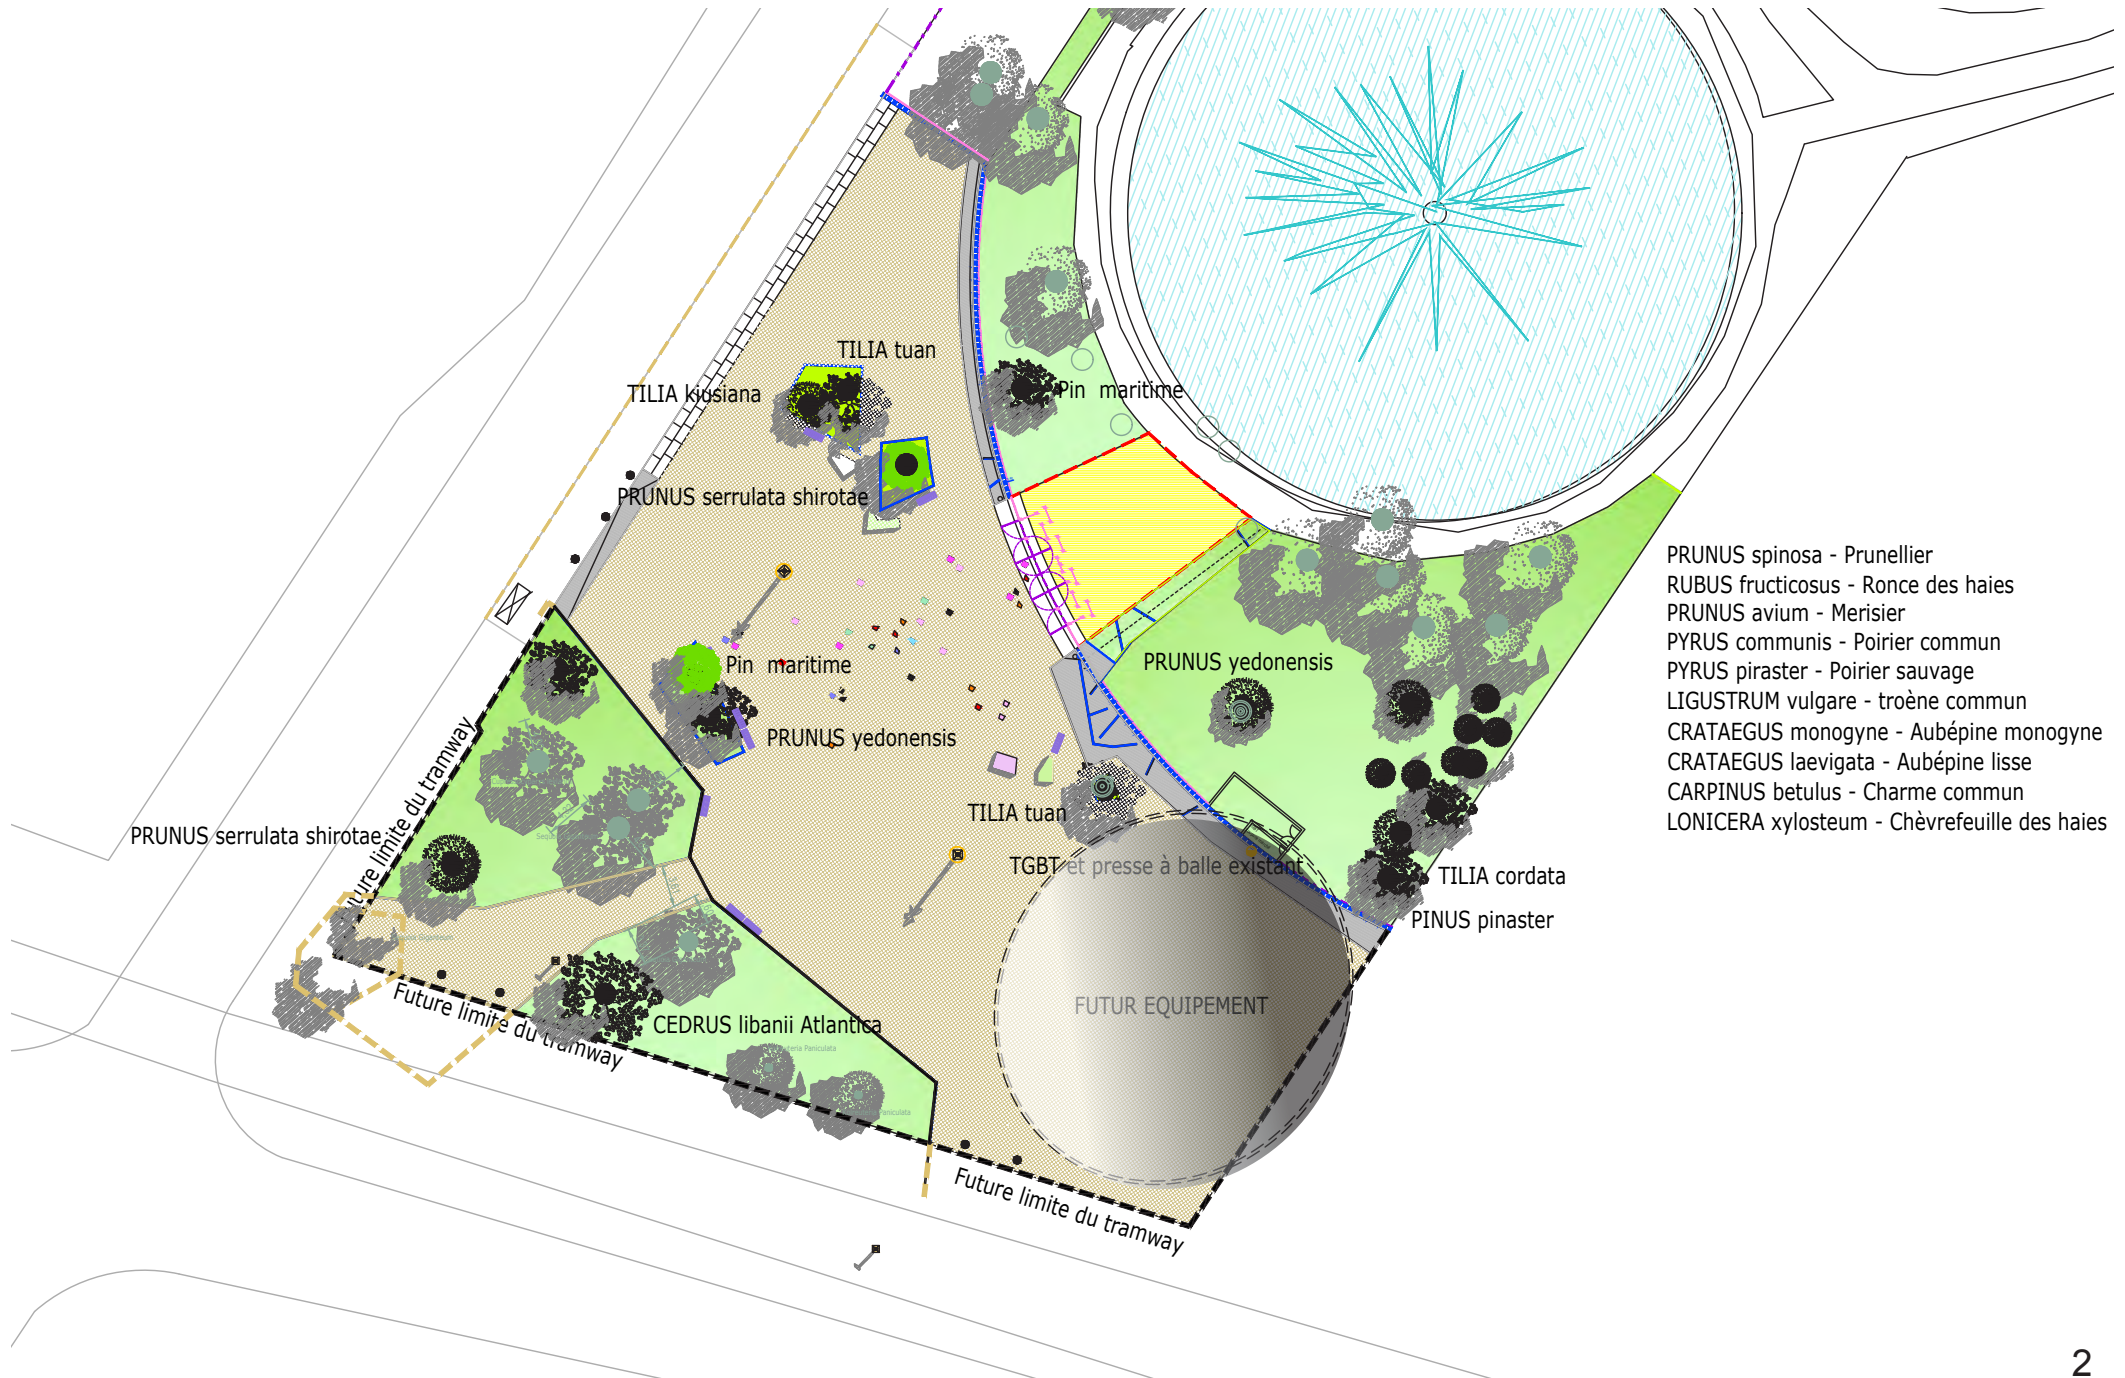 TILIA tuan
TILIA kiusiana
Pin maritime
PRUNUS serrulata shirotae
PRUNUS spinosa - Prunellier
RUBUS fructicosus - Ronce des haies
PRUNUS avium - Merisier
PYRUS communis - Poirier commun
PYRUS piraster - Poirier sauvage
LIGUSTRUM vulgare - troène commun
CRATAEGUS monogyne - Aubépine monogyne
CRATAEGUS laevigata - Aubépine lisse
CARPINUS betulus - Charme commun
LONICERA xylosteum - Chèvrefeuille des haies
Pin maritime
PRUNUS yedonensis
PRUNUS yedonensis
limite du tramway
PRUNUS serrulata shirotae
TILIA tuan
TGBT et presse à balle existant
TILIA cordata
PINUS pinaster
FUTUR EQUIPEMENT
Future limite du tramway
CEDRUS libanii Atlantica
Paniculata
Paniculata
Future limite du tramway
2